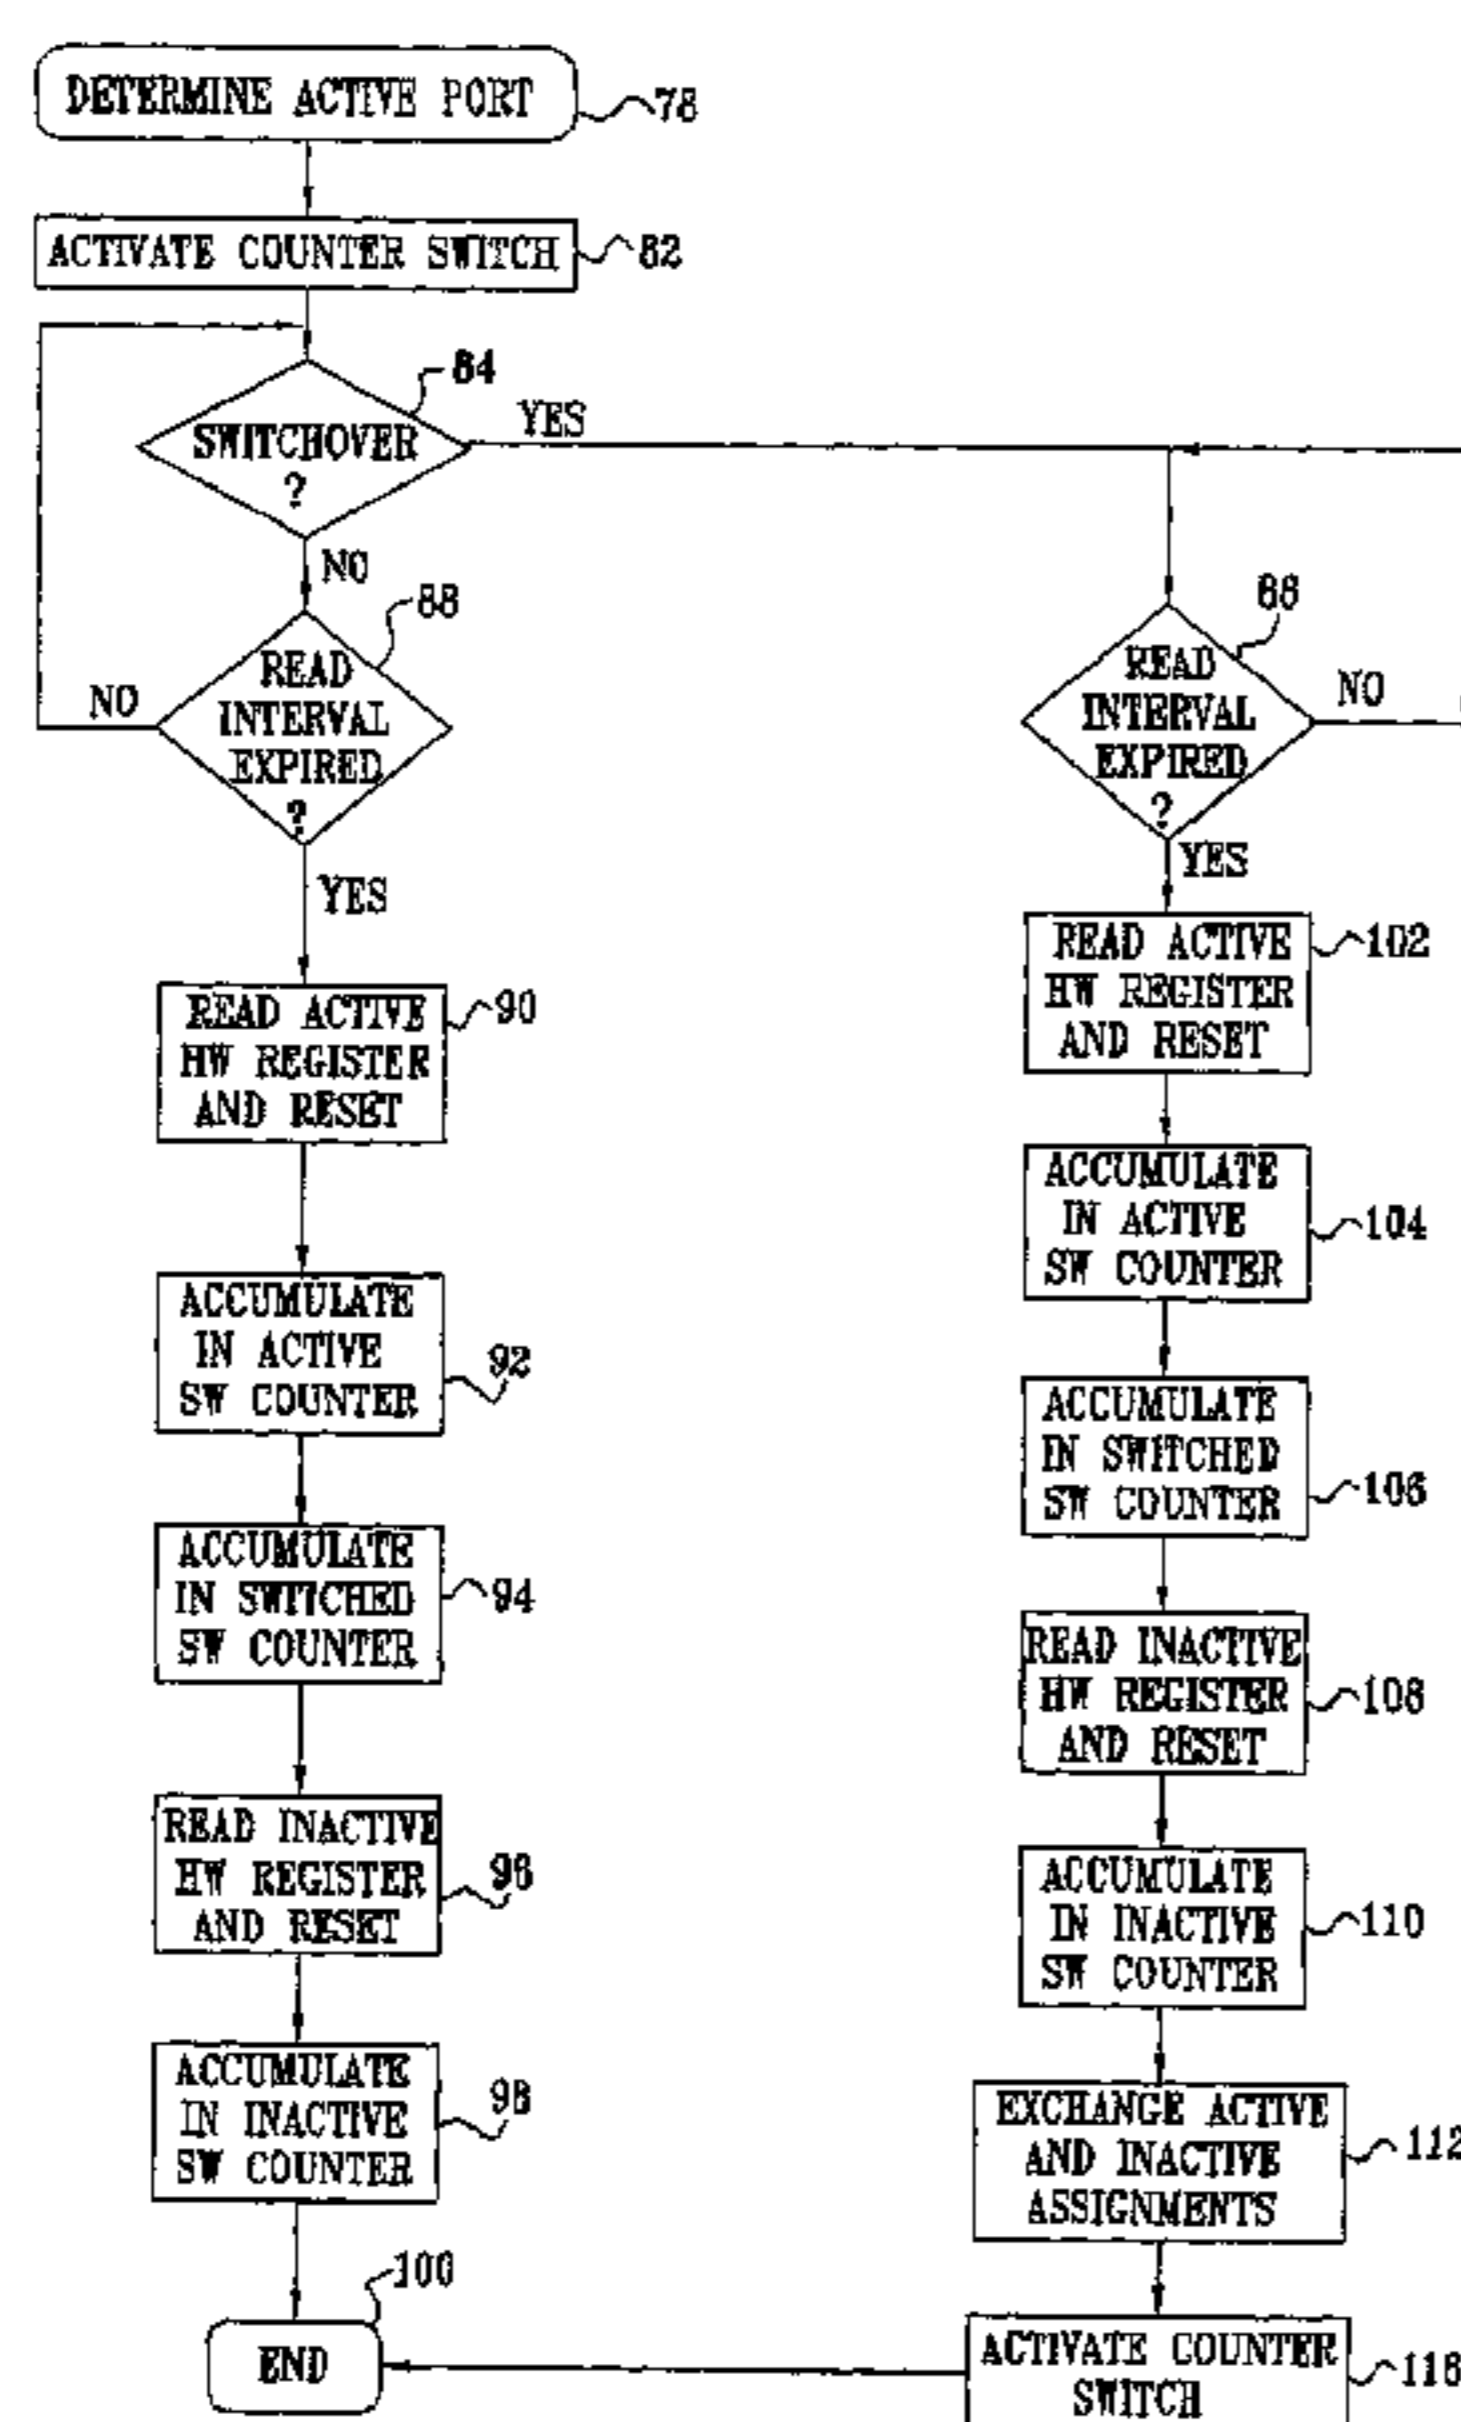 DETERMINE ACTIVE PORT
78
ACTIVATE COUNTER SWITCH
82
84
SWITCHOVER
?
YES
NO
88
READ
INTERVAL
EXPIRED
?
NO
YES
READ ACTIVE
HW REGISTER
AND RESET
90
ACCUMULATE
IN ACTIVE
SW COUNTER
92
ACCUMULATE
IN SWITCHED
SW COUNTER
94
READ INACTIVE
HW REGISTER
AND RESET
96
ACCUMULATE
IN INACTIVE
SW COUNTER
98
100
END
READ
INTERVAL
EXPIRED
?
NO
YES
READ ACTIVE
HW REGISTER
AND RESET
102
ACCUMULATE
IN ACTIVE
SW COUNTER
104
ACCUMULATE
IN SWITCHED
SW COUNTER
106
READ INACTIVE
HW REGISTER
AND RESET
108
ACCUMULATE
IN INACTIVE
SW COUNTER
110
EXCHANGE ACTIVE
AND INACTIVE
ASSIGNMENTS
112
ACTIVATE COUNTER
SWITCH